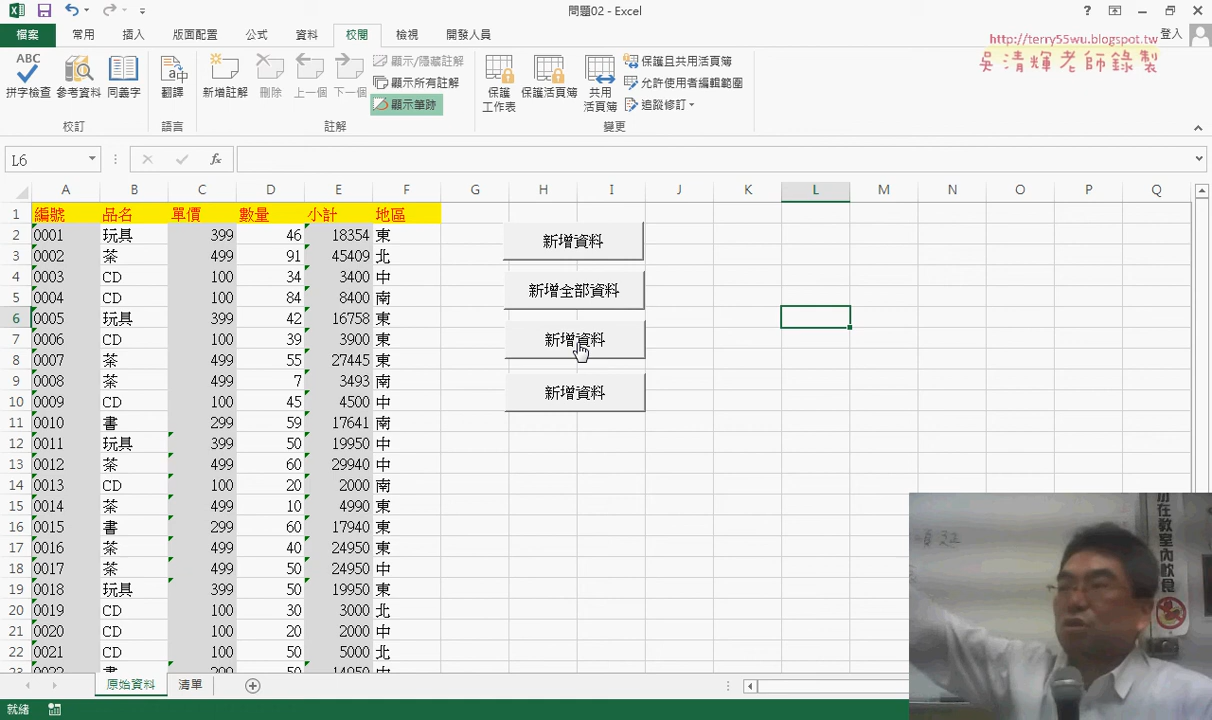 問題02 - Excel
檔案 常用 插入 版面配置 公式 資料 校閱 檢視 開發人員 登入
http://terry55wu.blogspot.tw
吳清輝老師錄製
ABC
拼字檢查 參考資料 同義字
校訂
翻譯
語言
新增註解 刪除 上一個 下一個
顯示/隱藏註解
顯示所有註解
顯示筆跡
註解
保護工作表 保護活頁簿 共用活頁簿
保護且共用活頁簿
允許使用者編輯範圍
追蹤修訂
變更
L6
fx
A B C D E F G H I J K L M N O P Q
1 編號 品名 單價 數量 小計 地區
2 0001 玩具 399 46 18354 東
3 0002 茶 499 91 45409 北
4 0003 CD 100 34 3400 中
5 0004 CD 100 84 8400 南
6 0005 玩具 399 42 16758 東
7 0006 CD 100 39 3900 東
8 0007 茶 499 55 27445 東
9 0008 茶 499 7 3493 南
10 0009 CD 100 45 4500 中
11 0010 書 299 59 17641 南
12 0011 玩具 399 50 19950 中
13 0012 茶 499 60 29940 中
14 0013 CD 100 20 2000 南
15 0014 茶 499 10 4990 東
16 0015 書 299 60 17940 東
17 0016 茶 499 40 24950 東
18 0017 茶 499 50 24950 中
19 0018 玩具 399 50 19950 東
20 0019 CD 100 30 3000 北
21 0020 CD 100 20 2000 中
22 0021 CD 100 50 5000 北
新增資料
新增全部資料
新增資料
新增資料
原始資料 清單
就緒
在教室內飲食